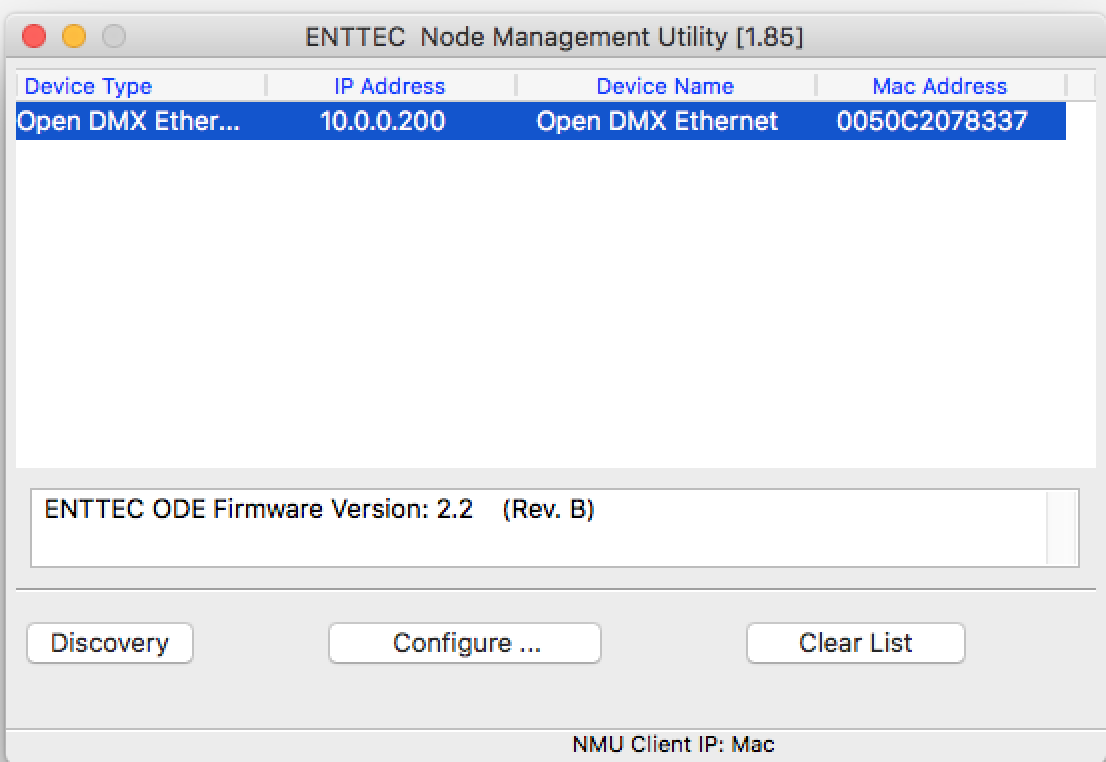 ENTTEC  Node Management Utility [1.85]
Device Type IP Address Device Name Mac Address
Open DMX Ether... 10.0.0.200 Open DMX Ethernet 0050C2078337
ENTTEC ODE Firmware Version: 2.2    (Rev. B)
Discovery Configure ... Clear List
NMU Client IP: Mac